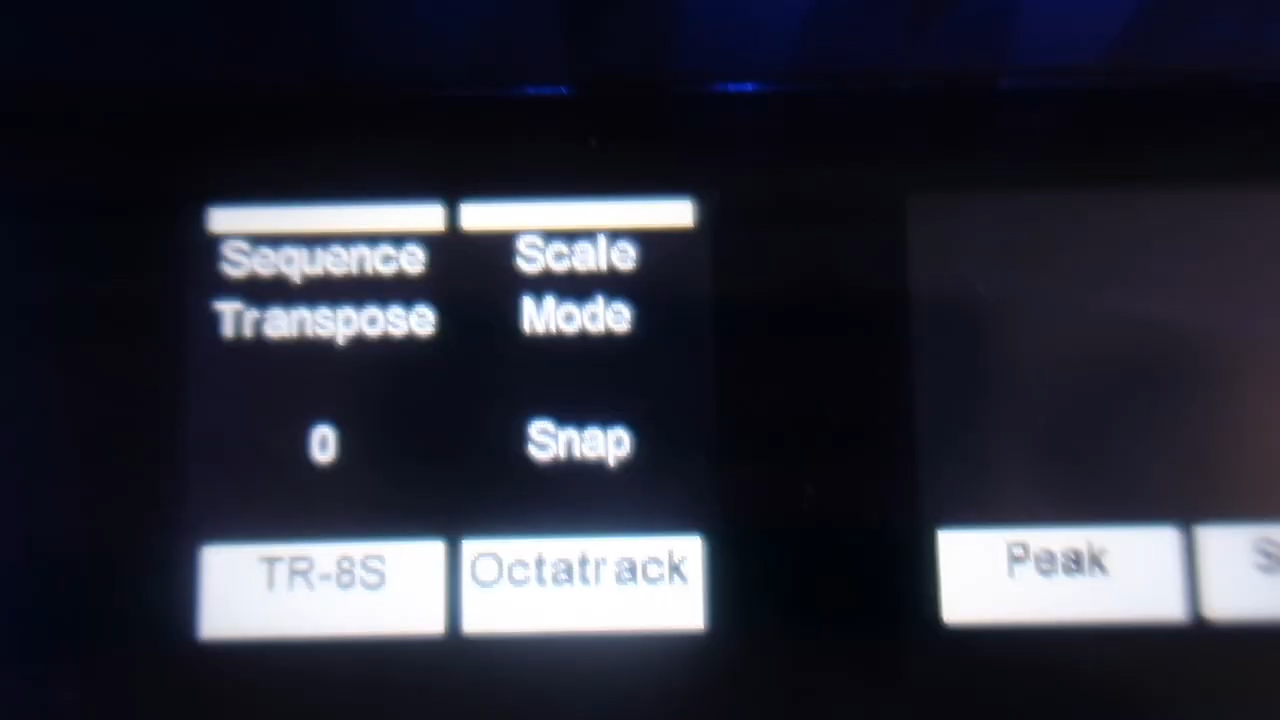 Sequence Scale
Transpose Mode
0 Snap
TR-8S Octatrack Peak